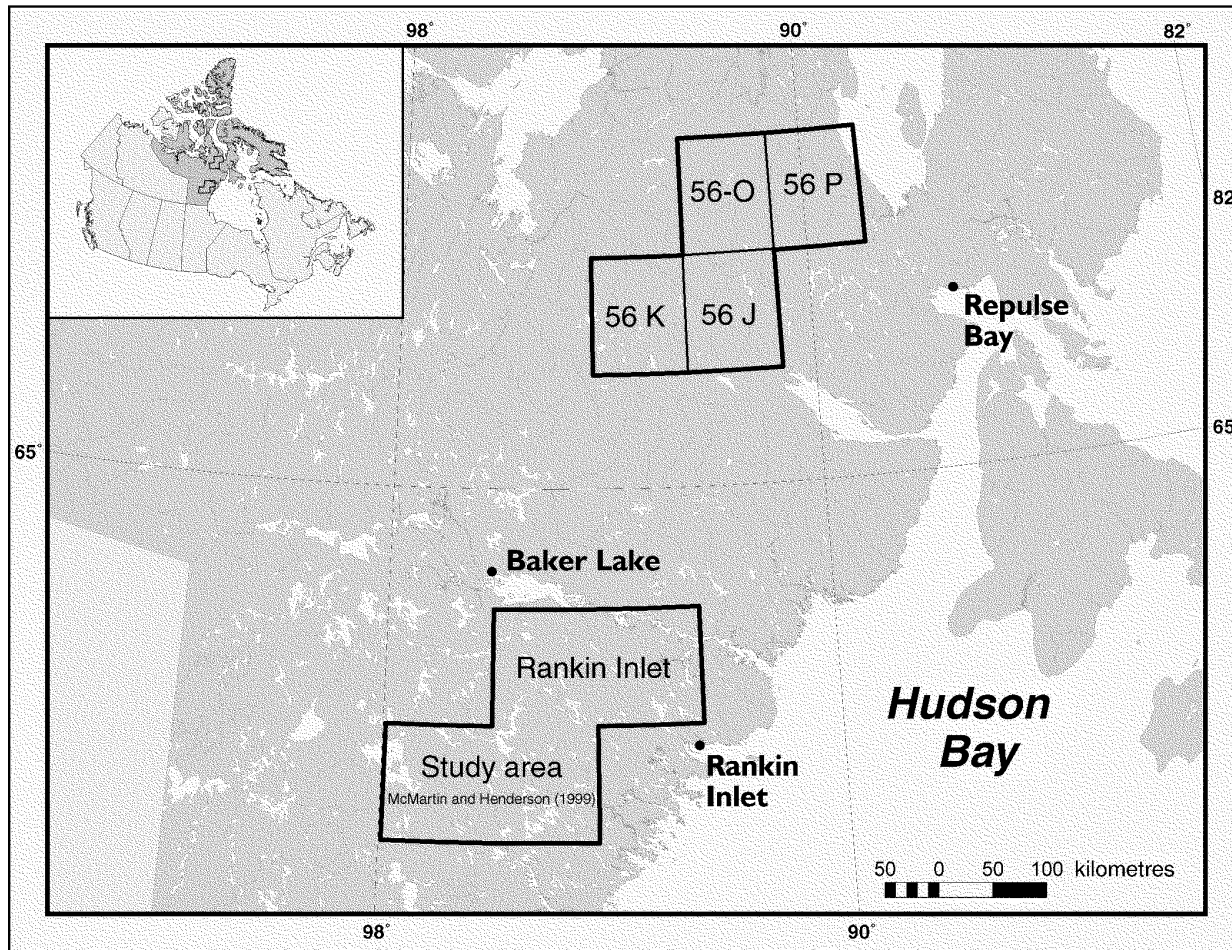 98°
90°
82°
56-O
56 P
82
56 K
56 J
Repulse
Bay
65°
65
Baker Lake
Rankin Inlet
Hudson
Bay
Study area
McMartin and Henderson (1999)
Rankin
Inlet
50 0 50 100 kilometres
98°
90°